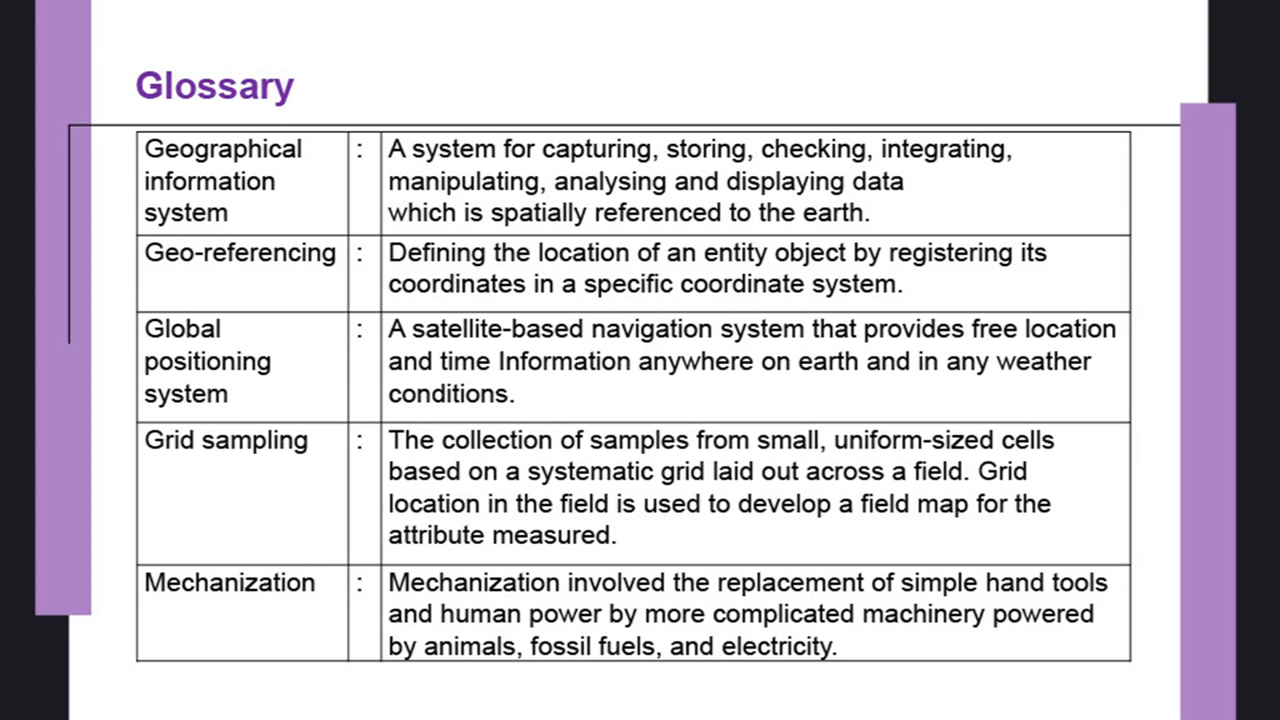 Glossary
Geographical : A system for capturing, storing, checking, integrating,
information manipulating, analysing and displaying data
system which is spatially referenced to the earth.
Geo-referencing : Defining the location of an entity object by registering its
coordinates in a specific coordinate system.
Global : A satellite-based navigation system that provides free location
positioning and time Information anywhere on earth and in any weather
system conditions.
Grid sampling : The collection of samples from small, uniform-sized cells
based on a systematic grid laid out across a field. Grid
location in the field is used to develop a field map for the
attribute measured.
Mechanization : Mechanization involved the replacement of simple hand tools
and human power by more complicated machinery powered
by animals, fossil fuels, and electricity.